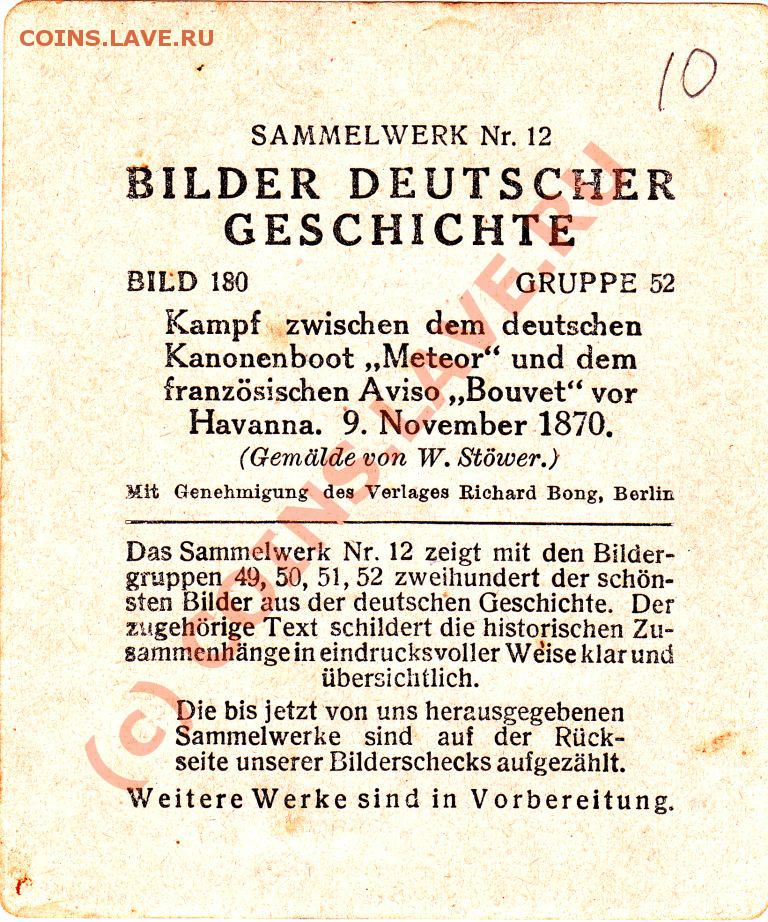 COINS.LAVE.RU
10
SAMMELWERK Nr. 12
BILDER DEUTSCHER
GESCHICHTE
BILD 180 GRUPPE 52
Kampf zwischen dem deutschen
Kanonenboot „Meteor“ und dem
französischen Aviso „Bouvet“ vor
Havanna. 9. November 1870.
(Gemälde von W. Stöwer.)
Mit Genehmigung des Verlages Richard Bong, Berlin
Das Sammelwerk Nr. 12 zeigt mit den Bilder-
gruppen 49, 50, 51, 52 zweihundert der schön-
sten Bilder aus der deutschen Geschichte. Der
zugehörige Text schildert die historischen Zu-
sammenhänge in eindrucksvoller Weise klar und
übersichtlich.
Die bis jetzt von uns herausgegebenen
Sammelwerke sind auf der Rück-
seite unserer Bilderschecks aufgezählt.
Weitere Werke sind in Vorbereitung.
(c) COINS.LAVE.RU